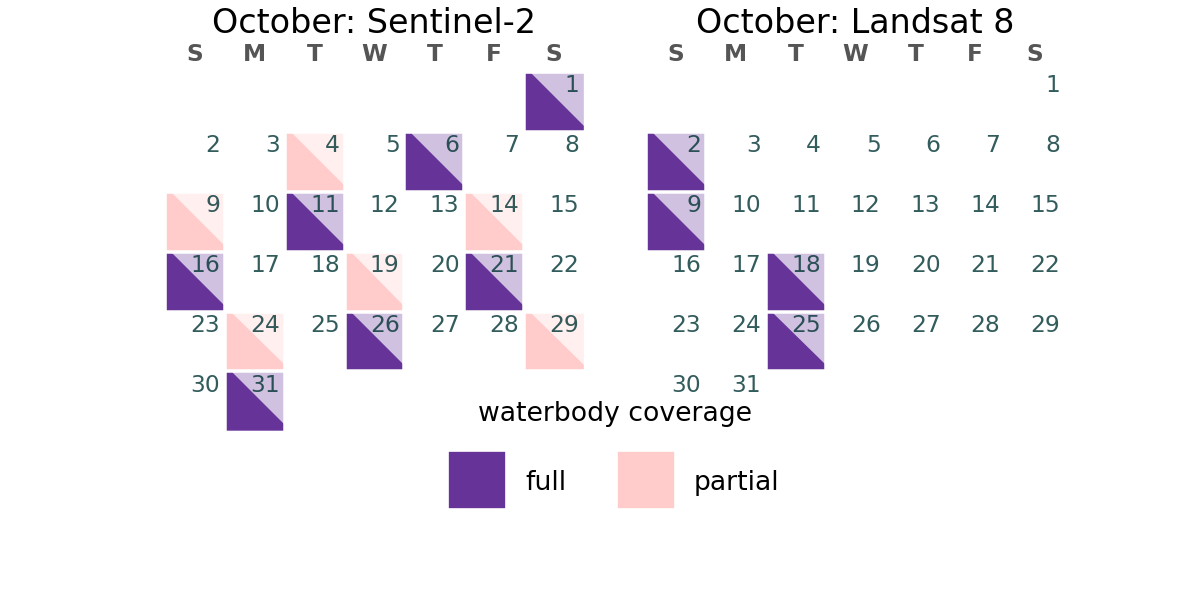 October: Sentinel-2
S M T W T F S
1
2 3 4 5 6 7 8
9 10 11 12 13 14 15
16 17 18 19 20 21 22
23 24 25 26 27 28 29
30 31
October: Landsat 8
S M T W T F S
1
2 3 4 5 6 7 8
9 10 11 12 13 14 15
16 17 18 19 20 21 22
23 24 25 26 27 28 29
30 31
waterbody coverage
full partial